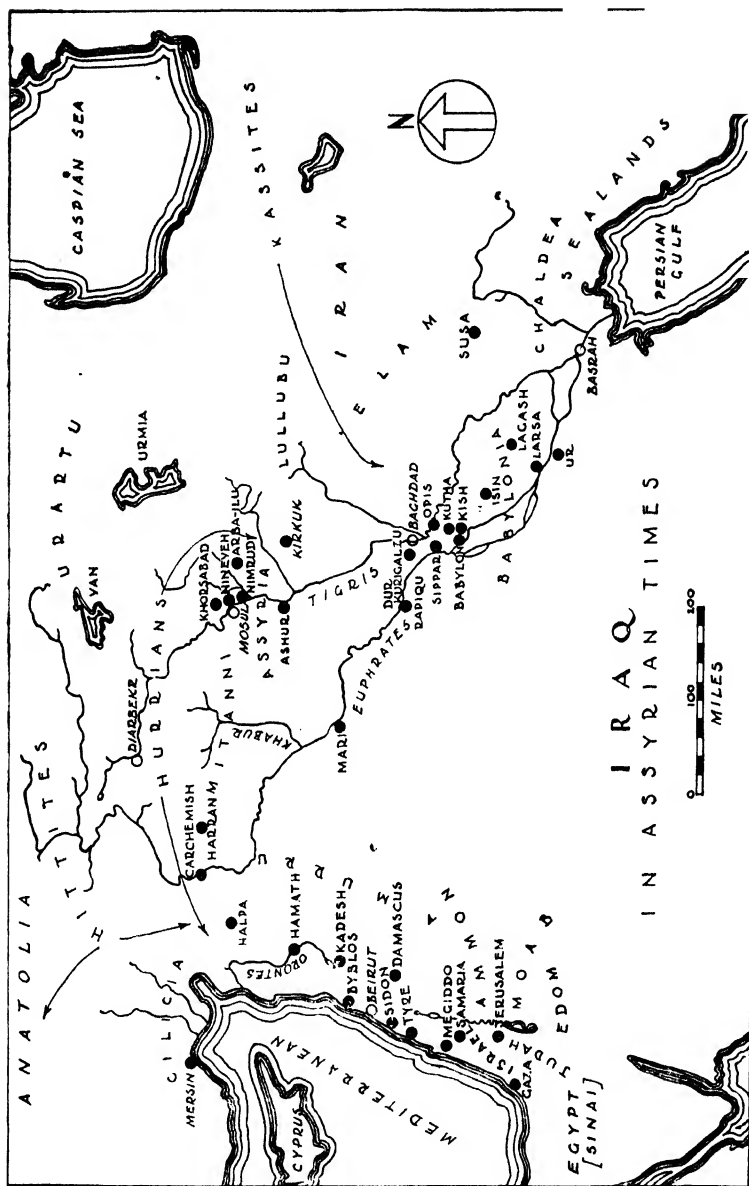 ANATOLIA
HITTITES
URARTU
CASPIAN SEA
YAN
URMIA
CILICIA
MERSIN
DIARBEKR
HURRIANS
CARCHEMISH
HARRAN
MITANNI
KHORSABAD
NINEVEH
MOSUL
ARBA-ILU
NIMRUDY
ASSYRIA
ASHUR
KIRKUK
LULLUBU
KASSITES
IRAN
N
CYPRUS
HALPA
HAMATH
ORONTES
KHABUR
TIGRIS
KADESH
BYBLOS
BEIRUT
SIDON
DAMASCUS
TYRE
MARI
EUPHRATES
DUR
KURIGALZU
RAPIQU
BAGHDAD
OPIS
SIPPAR
KUTHA
KISH
BABYLON
BABYLONIA
ELAM
SUSA
MEDITERRANEAN
MEGIDDO
SAMARIA
ISRAEL
AMMON
JERUSALEM
JUDAH
MOAB
GAZA
EDOM
EGYPT
[SINAI]
ISIN
LAGASH
LARSA
UR
CHALDEA
SEALANDS
BASRAH
PERSIAN
GULF
IRAQ
IN ASSYRIAN TIMES
0 100 200
MILES